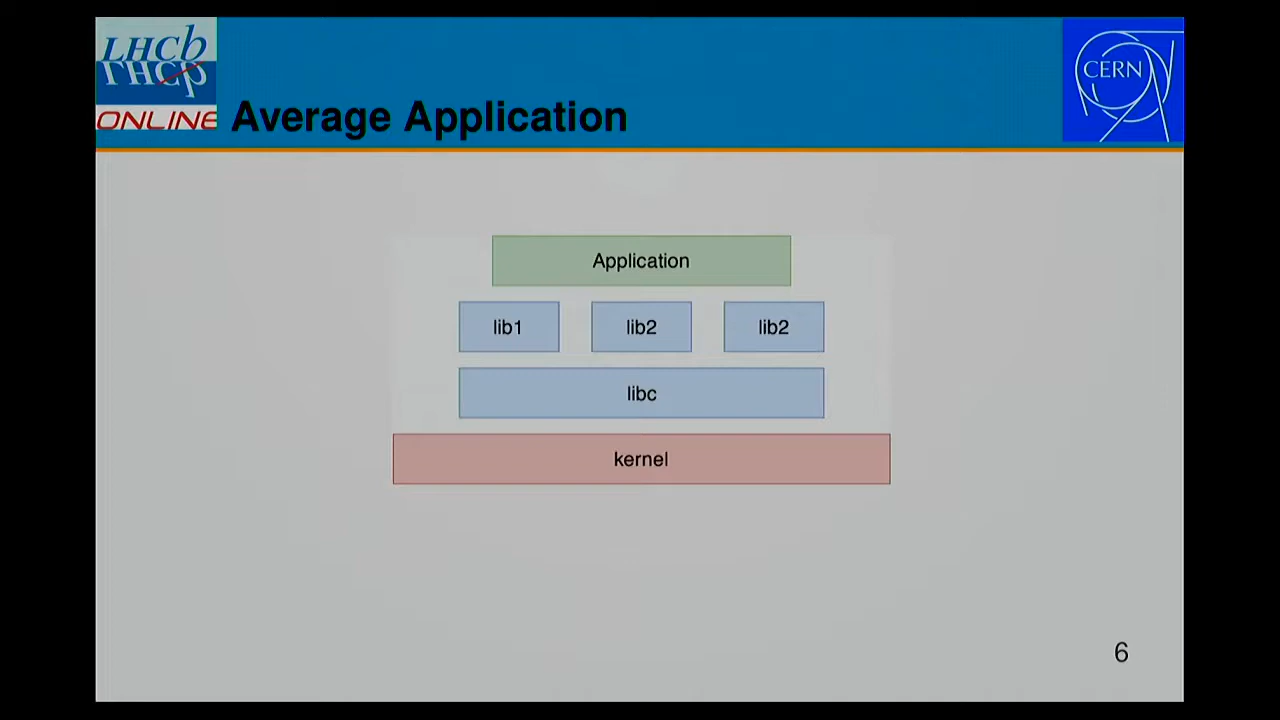 LHCb
ONLINE
CERN
Average Application
Application
lib1 lib2 lib2
libc
kernel
6